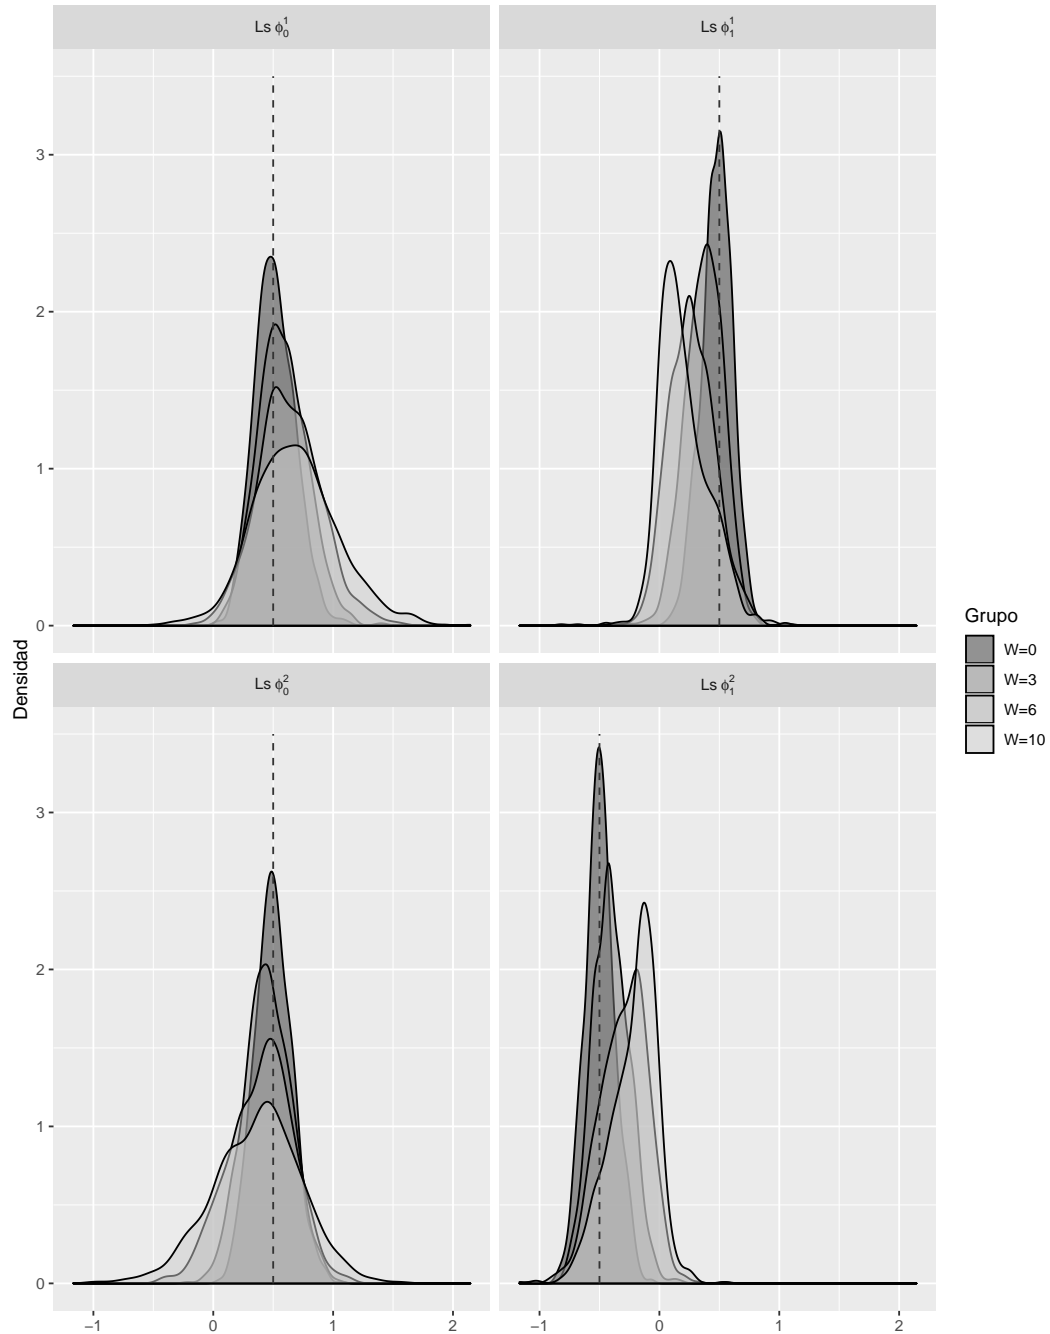 Ls ϕ₀¹
Ls ϕ₁¹
3
2
1
0
Densidad
Ls ϕ₀²
Ls ϕ₁²
3
2
1
0
−1 0 1 2
−1 0 1 2
Grupo
W=0
W=3
W=6
W=10